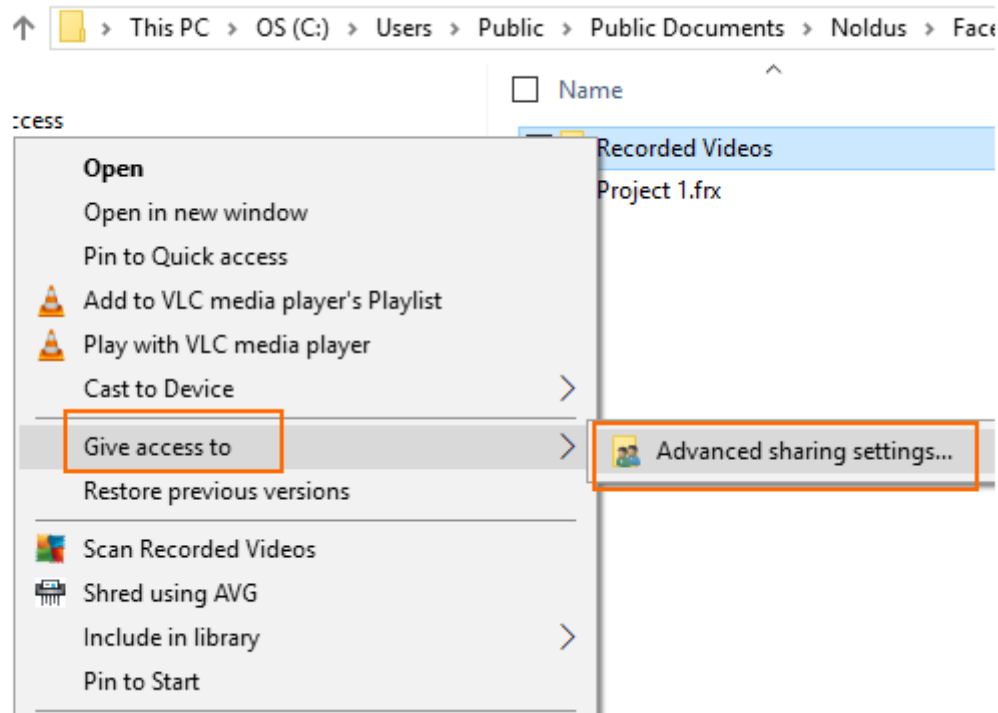 This PC > OS (C:) > Users > Public > Public Documents > Noldus > Face
Name
ccess
Recorded Videos
Project 1.frx
Open
Open in new window
Pin to Quick access
Add to VLC media player's Playlist
Play with VLC media player
Cast to Device
Give access to
Advanced sharing settings...
Restore previous versions
Scan Recorded Videos
Shred using AVG
Include in library
Pin to Start